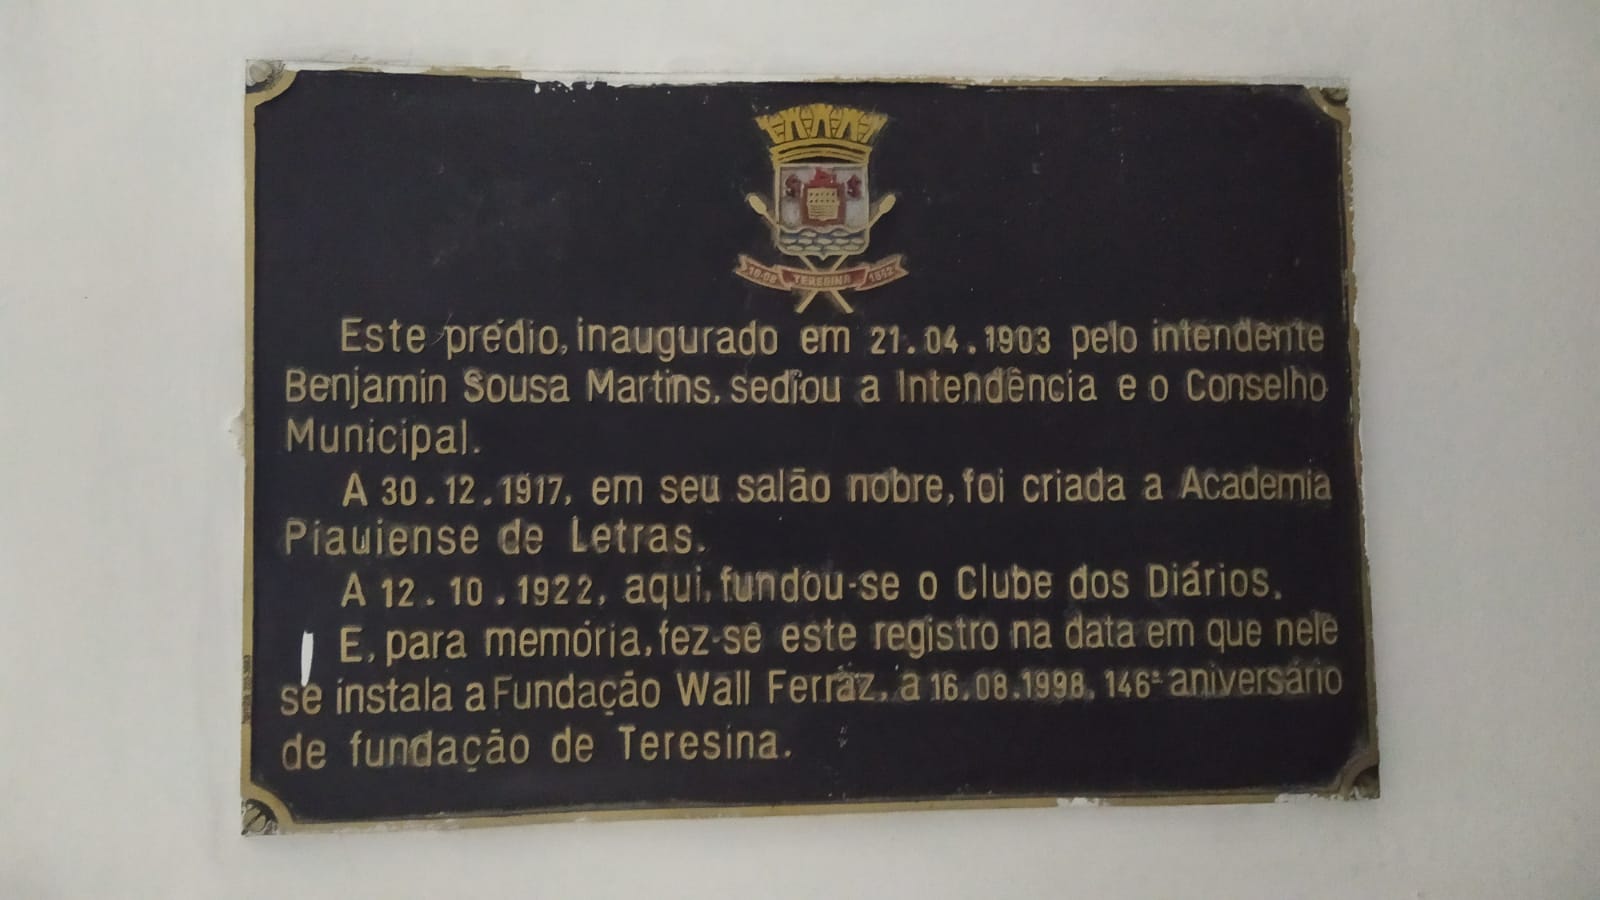 16-08 TERESINA 1852
Este prédio, inaugurado em 21.04.1903 pelo intendente
Benjamin Sousa Martins, sediou a Intendência e o Conselho
Municipal.
A 30.12.1917, em seu salão nobre, foi criada a Academia
Piauiense de Letras.
A 12.10.1922, aqui, fundou-se o Clube dos Diários.
E, para memória, fez-se este registro na data em que nele
se instala a Fundação Wall Ferraz, a 16.08.1998, 146º aniversário
de fundação de Teresina.